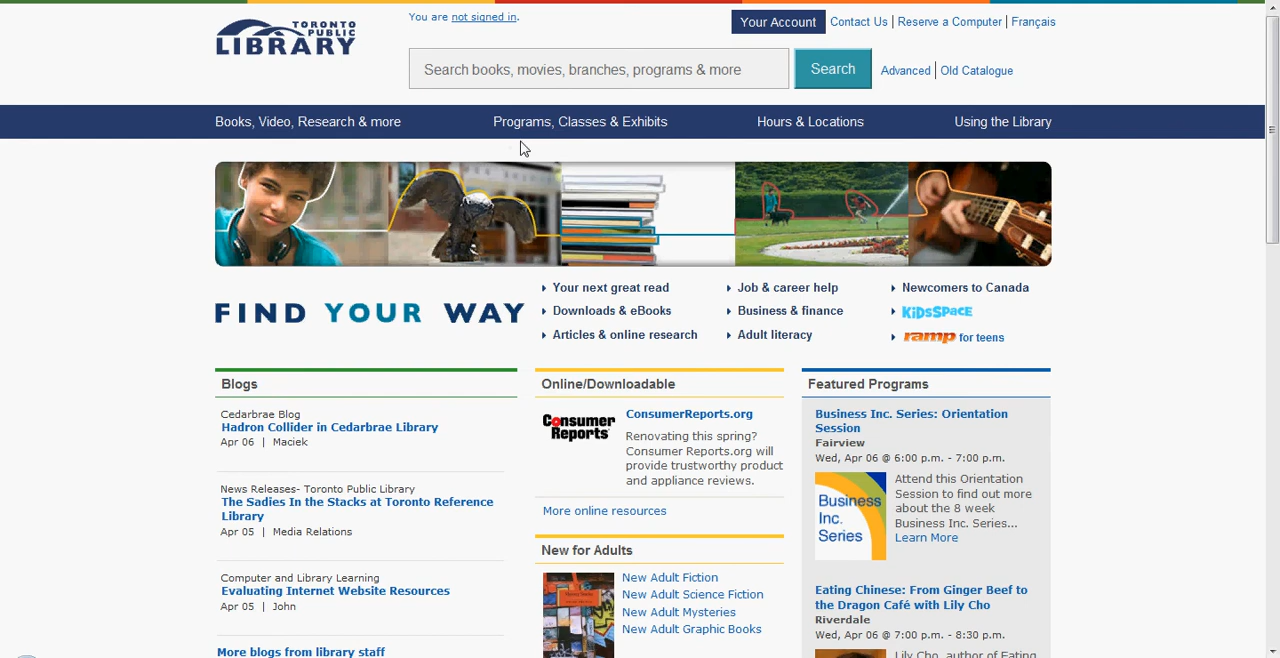 TORONTO
PUBLIC
LIBRARY
You are not signed in.
Your Account Contact Us | Reserve a Computer | Français
Search books, movies, branches, programs & more Search Advanced | Old Catalogue
Books, Video, Research & more Programs, Classes & Exhibits Hours & Locations Using the Library
FIND YOUR WAY
Your next great read
Downloads & eBooks
Articles & online research
Job & career help
Business & finance
Adult literacy
Newcomers to Canada
KidsSpace
ramp for teens
Blogs
Cedarbrae Blog
Hadron Collider in Cedarbrae Library
Apr 06 | Maciek
News Releases- Toronto Public Library
The Sadies In the Stacks at Toronto Reference
Library
Apr 05 | Media Relations
Computer and Library Learning
Evaluating Internet Website Resources
Apr 05 | John
More blogs from library staff
Online/Downloadable
Consumer
Reports
ConsumerReports.org
Renovating this spring?
Consumer Reports.org will
provide trustworthy product
and appliance reviews.
More online resources
New for Adults
New Adult Fiction
New Adult Science Fiction
New Adult Mysteries
New Adult Graphic Books
Featured Programs
Business Inc. Series: Orientation
Session
Fairview
Wed, Apr 06 @ 6:00 p.m. - 7:00 p.m.
Business
Inc.
Series
Attend this Orientation
Session to find out more
about the 8 week
Business Inc. Series...
Learn More
Eating Chinese: From Ginger Beef to
the Dragon Café with Lily Cho
Riverdale
Wed, Apr 06 @ 7:00 p.m. - 8:30 p.m.
Lily Cho, author of Eating